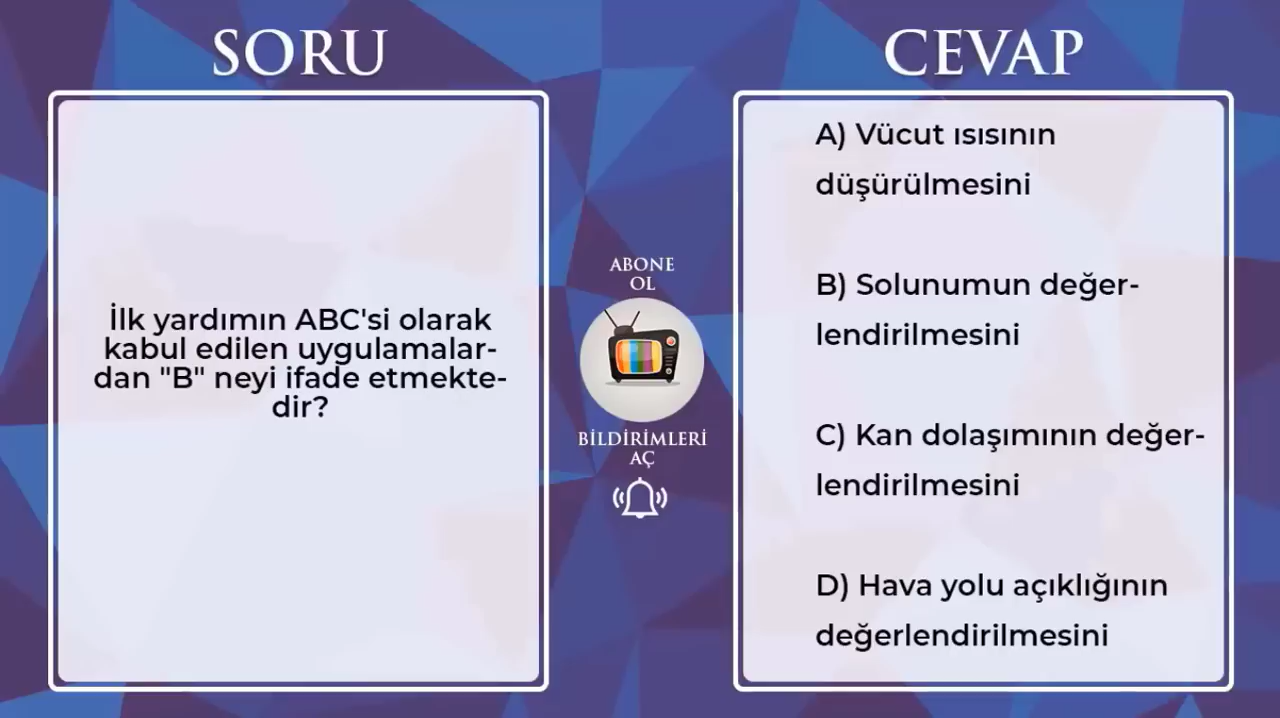 SORU
İlk yardımın ABC'si olarak
kabul edilen uygulamalar-
dan "B" neyi ifade etmekte-
dir?
ABONE
OL
BİLDİRİMLERİ
AÇ
CEVAP
A) Vücut ısısının
düşürülmesini
B) Solunumun değer-
lendirilmesini
C) Kan dolaşımının değer-
lendirilmesini
D) Hava yolu açıklığının
değerlendirilmesini